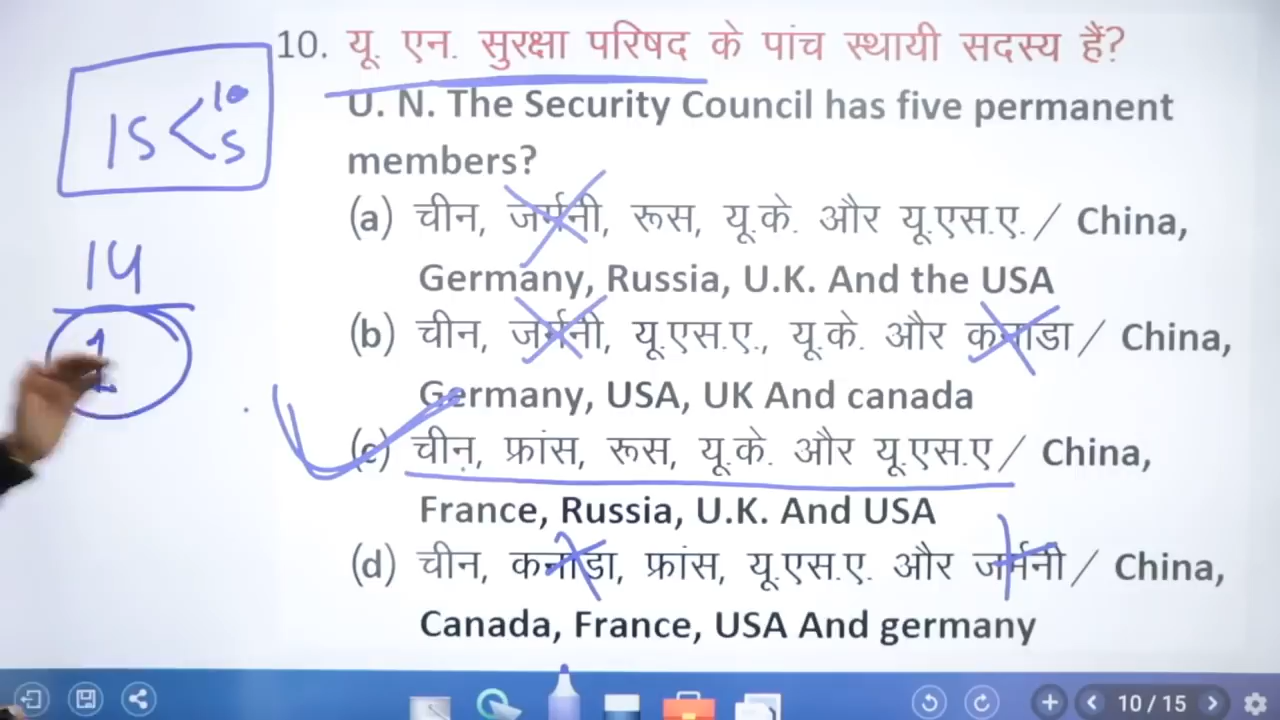 10. यू. एन. सुरक्षा परिषद के पांच स्थायी सदस्य हैं?
U. N. The Security Council has five permanent
members?
(a) चीन, जर्मनी, रूस, यू.के. और यू.एस.ए. / China,
Germany, Russia, U.K. And the USA
(b) चीन, जर्मनी, यू.एस.ए., यू.के. और कनाडा / China,
Germany, USA, UK And canada
(c) चीन, फ्रांस, रूस, यू.के. और यू.एस.ए / China,
France, Russia, U.K. And USA
(d) चीन, कनाडा, फ्रांस, यू.एस.ए. और जर्मनी / China,
Canada, France, USA And germany
15 < 10
5
14
1
10 / 15